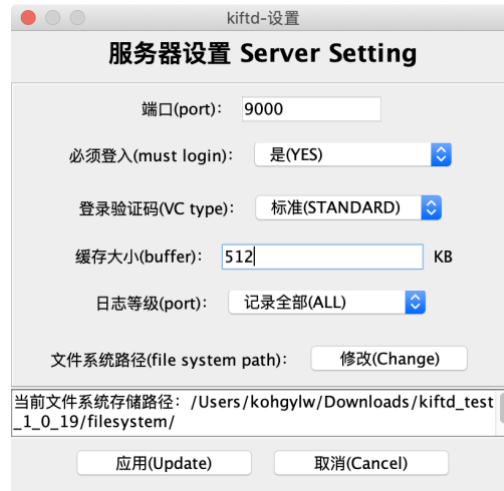 kiftd-设置
服务器设置 Server Setting
端口(port): 9000
必须登入(must login): 是(YES)
登录验证码(VC type): 标准(STANDARD)
缓存大小(buffer): 512 KB
日志等级(port): 记录全部(ALL)
文件系统路径(file system path): 修改(Change)
当前文件系统存储路径: /Users/kohgylw/Downloads/kiftd_test
_1_0_19/filesystem/
应用(Update) 取消(Cancel)